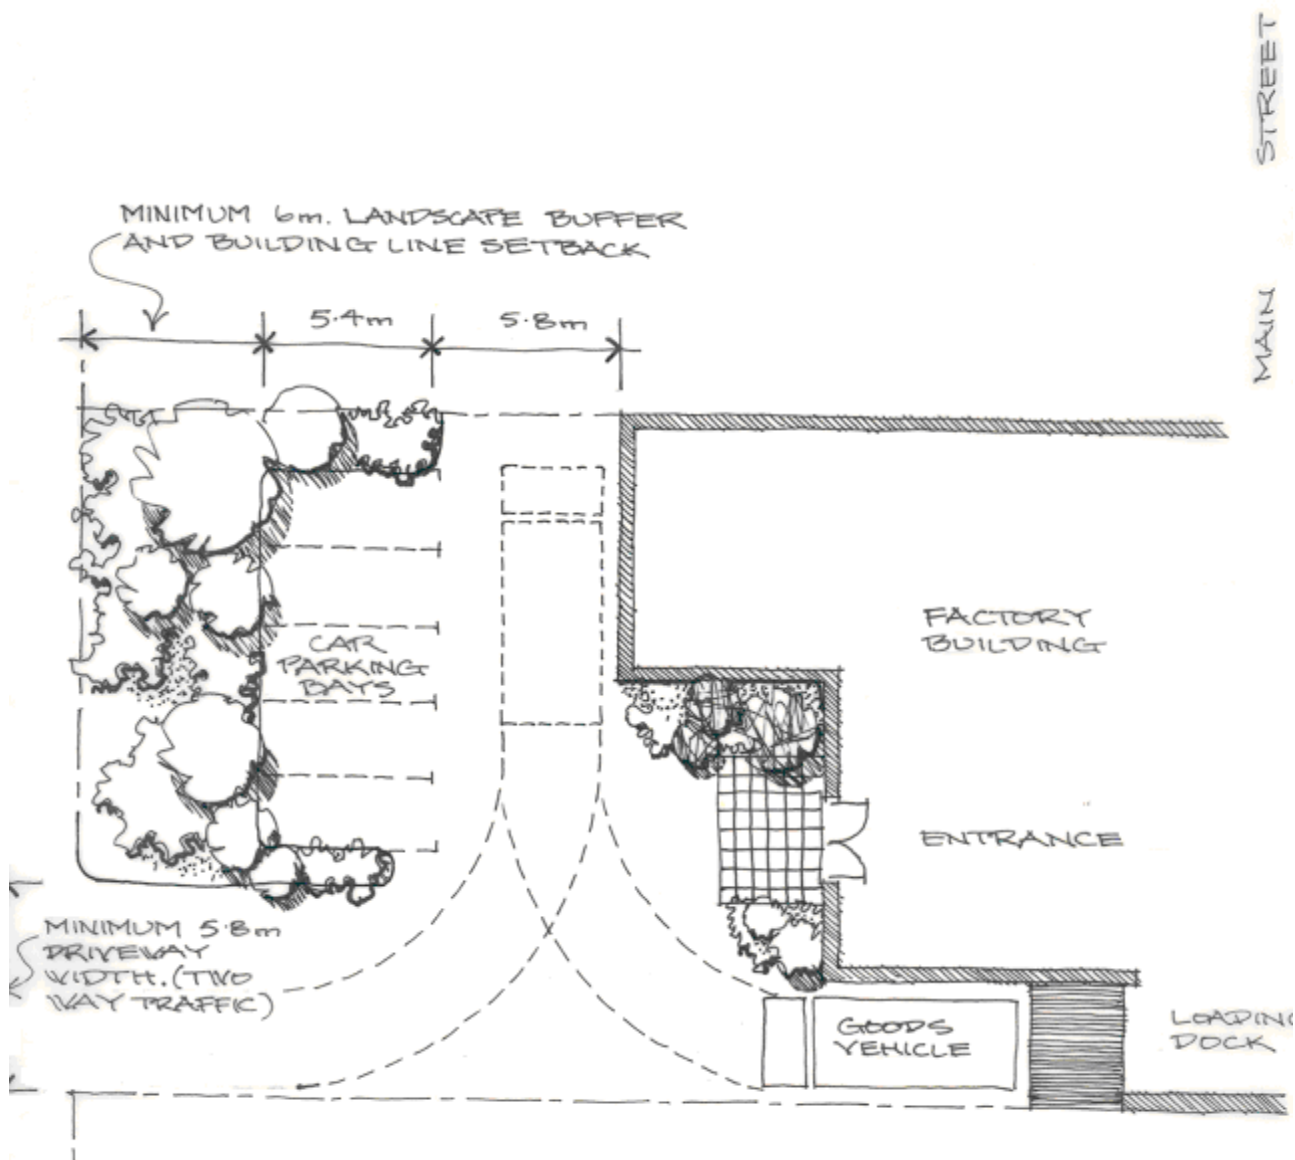 MAIN STREET
MINIMUM 6m. LANDSCAPE BUFFER
AND BUILDING LINE SETBACK
5.4m
5.8m
FACTORY
BUILDING
CAR
PARKING
BAYS
ENTRANCE
MINIMUM 5.8m
DRIVEWAY
WIDTH. (TWO
WAY TRAFFIC)
GOODS
VEHICLE
LOADING
DOCK